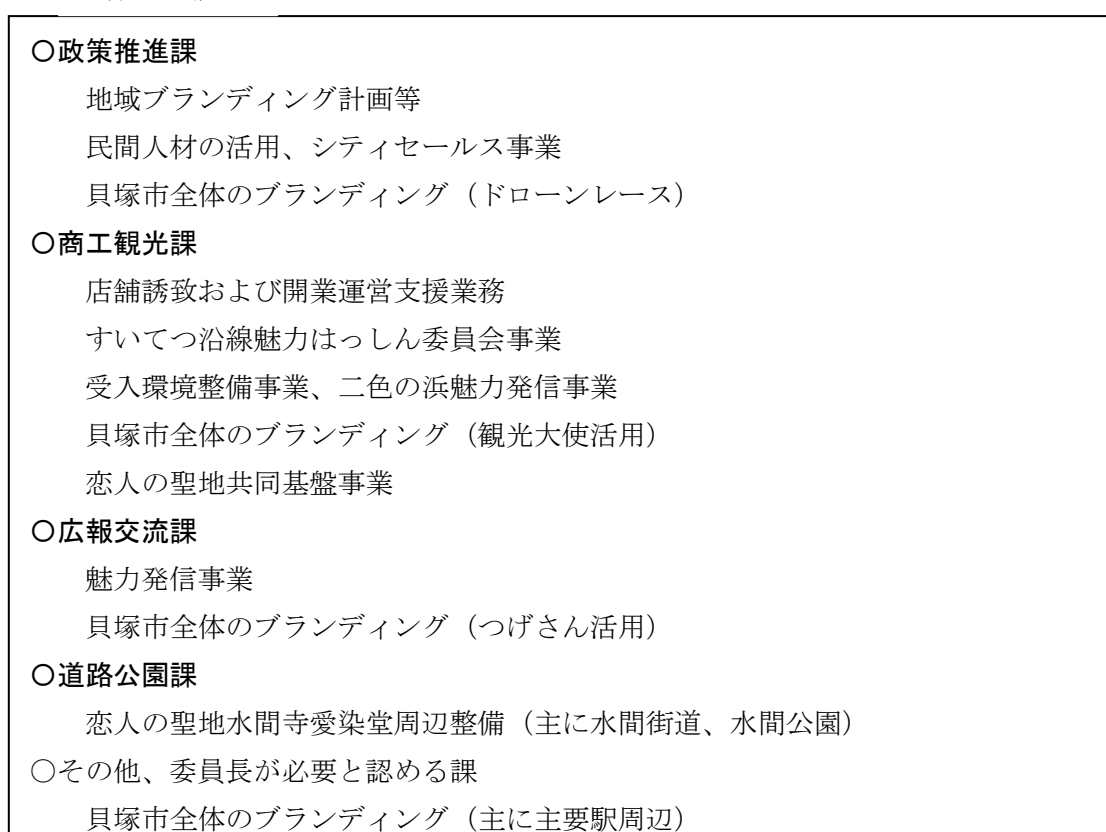 〇政策推進課
地域ブランディング計画等
民間人材の活用、シティセールス事業
貝塚市全体のブランディング（ドローンレース）
〇商工観光課
店舗誘致および開業運営支援業務
すいてつ沿線魅力はっしん委員会事業
受入環境整備事業、二色の浜魅力発信事業
貝塚市全体のブランディング（観光大使活用）
恋人の聖地共同基盤事業
〇広報交流課
魅力発信事業
貝塚市全体のブランディング（つげさん活用）
〇道路公園課
恋人の聖地水間寺愛染堂周辺整備（主に水間街道、水間公園）
○その他、委員長が必要と認める課
貝塚市全体のブランディング（主に主要駅周辺）